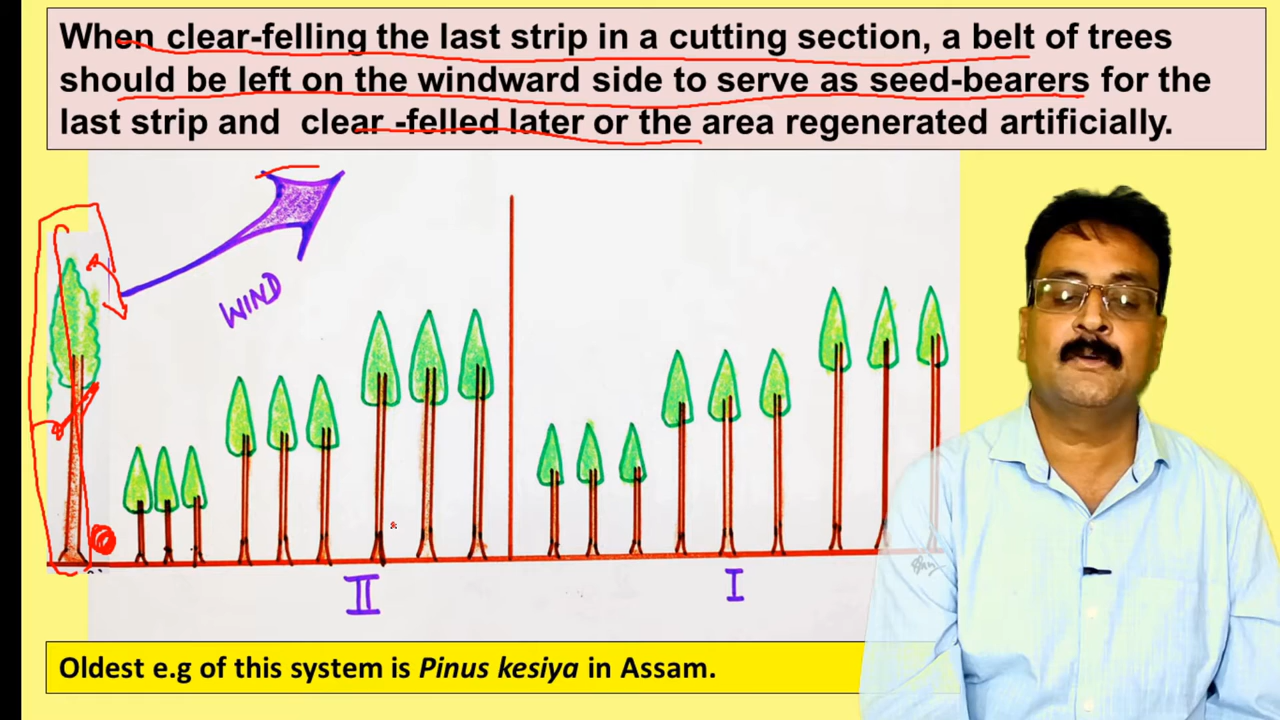 When clear-felling the last strip in a cutting section, a belt of trees
should be left on the windward side to serve as seed-bearers for the
last strip and clear -felled later or the area regenerated artificially.
WIND
II
I
Oldest e.g of this system is Pinus kesiya in Assam.